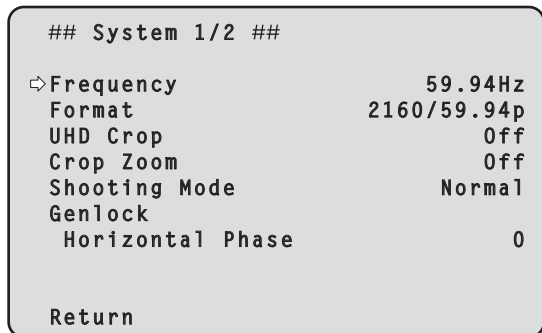 ## System 1/2 ##
⇨Frequency 59.94Hz
Format 2160/59.94p
UHD Crop Off
Crop Zoom Off
Shooting Mode Normal
Genlock
Horizontal Phase 0
Return